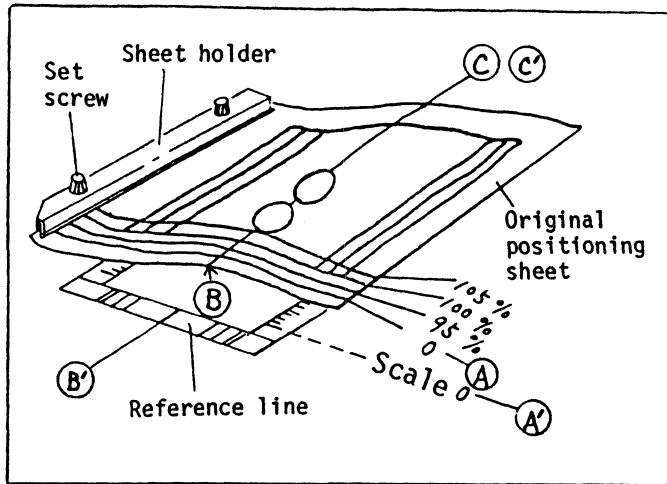 Sheet holder
Set
screw
C C'
Original
positioning
sheet
105 %
100 %
95 %
0 A
B
Scale 0 A'
B'
Reference line